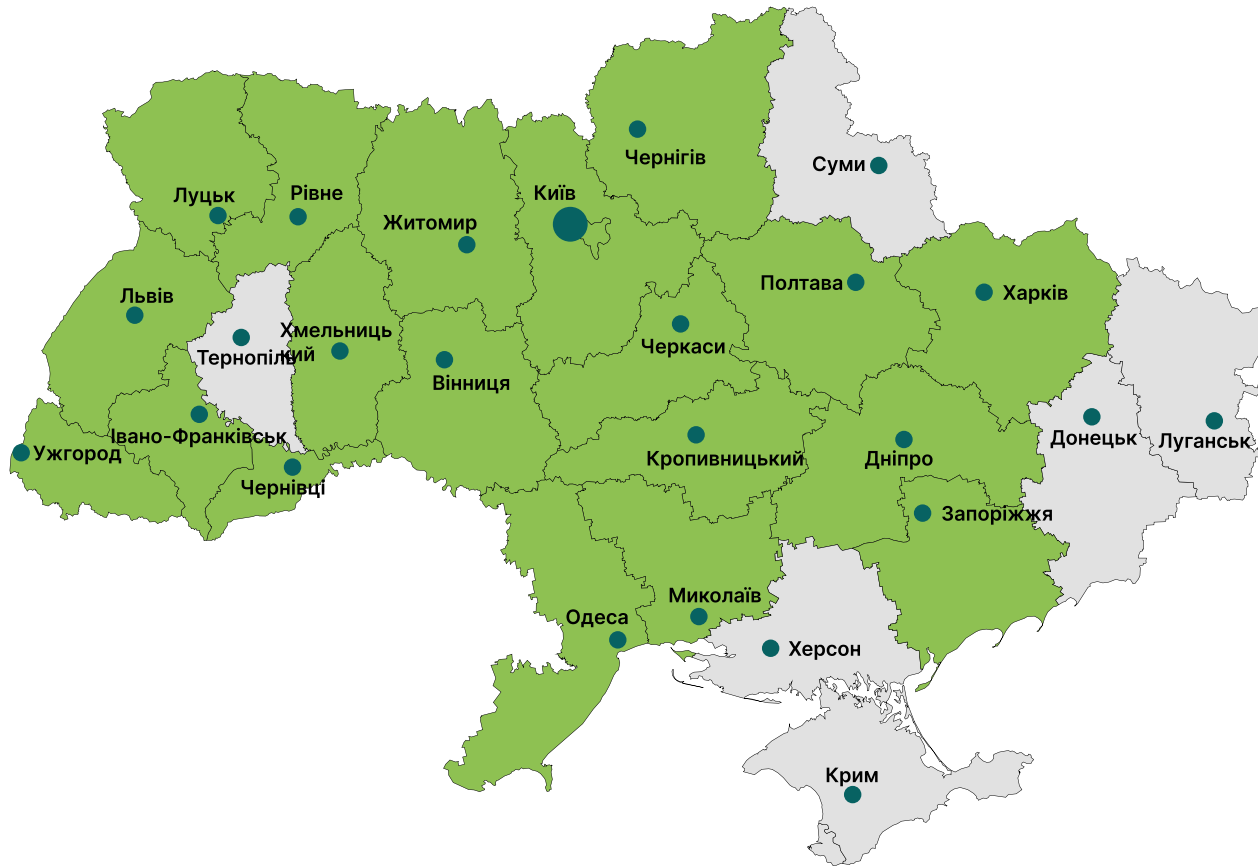 Чернігів
Суми
Луцьк
Рівне
Київ
Житомир
Полтава
Харків
Львів
Хмельниць
кий
Тернопіль
Черкаси
Вінниця
Івано-Франківськ
Ужгород
Чернівці
Кропивницький
Дніпро
Донецьк
Луганськ
Запоріжжя
Миколаїв
Одеса
Херсон
Крим